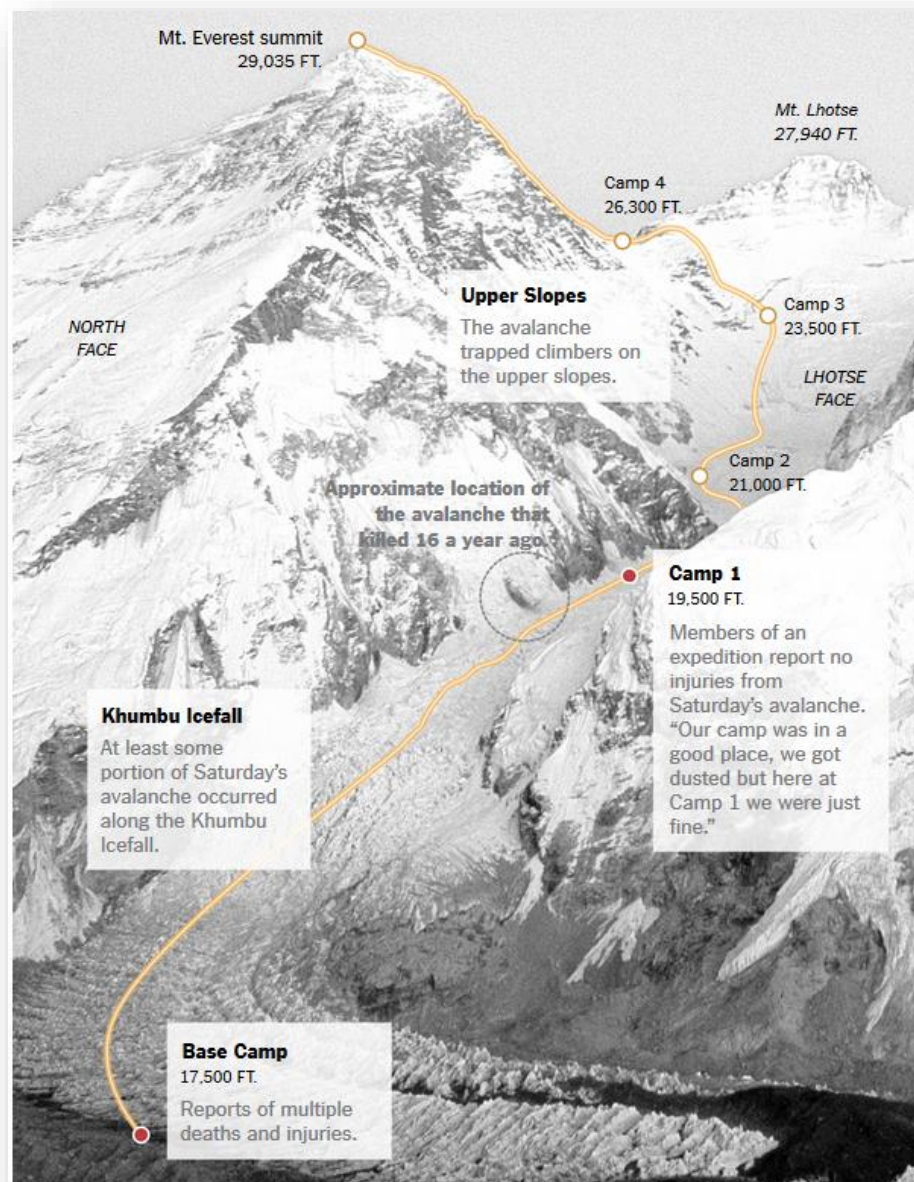 Mt. Everest summit
29,035 FT.
Mt. Lhotse
27,940 FT.
Camp 4
26,300 FT.
Upper Slopes
The avalanche
trapped climbers on
the upper slopes.
Camp 3
23,500 FT.
NORTH
FACE
LHOTSE
FACE
Camp 2
21,000 FT.
Approximate location of
the avalanche that
killed 16 a year ago.
Camp 1
19,500 FT.
Members of an
expedition report no
injuries from
Saturday’s avalanche.
“Our camp was in a
good place, we got
dusted but here at
Camp 1 we were just
fine.”
Khumbu Icefall
At least some
portion of Saturday’s
avalanche occurred
along the Khumbu
Icefall.
Base Camp
17,500 FT.
Reports of multiple
deaths and injuries.